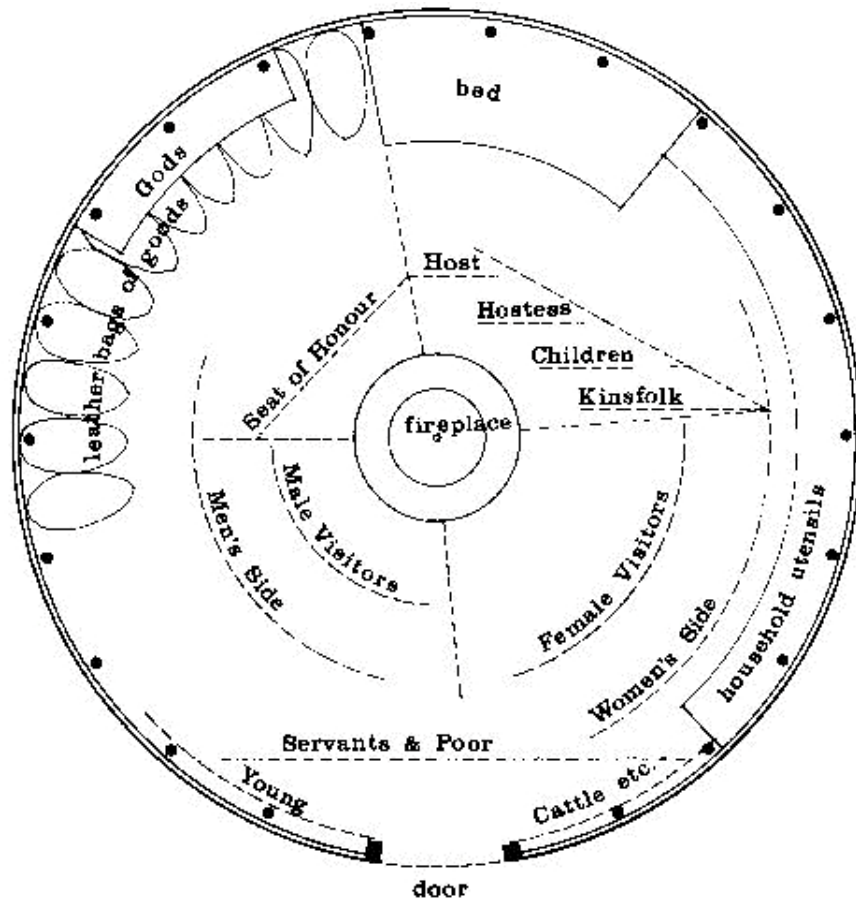 bed
Gods
leather bags of goods
Host
Seat of Honour
Hostess
Children
Kinsfolk
fireplace
Male Visitors
Men's Side
Female Visitors
Women's Side
household utensils
Servants & Poor
Young
Cattle etc.
door